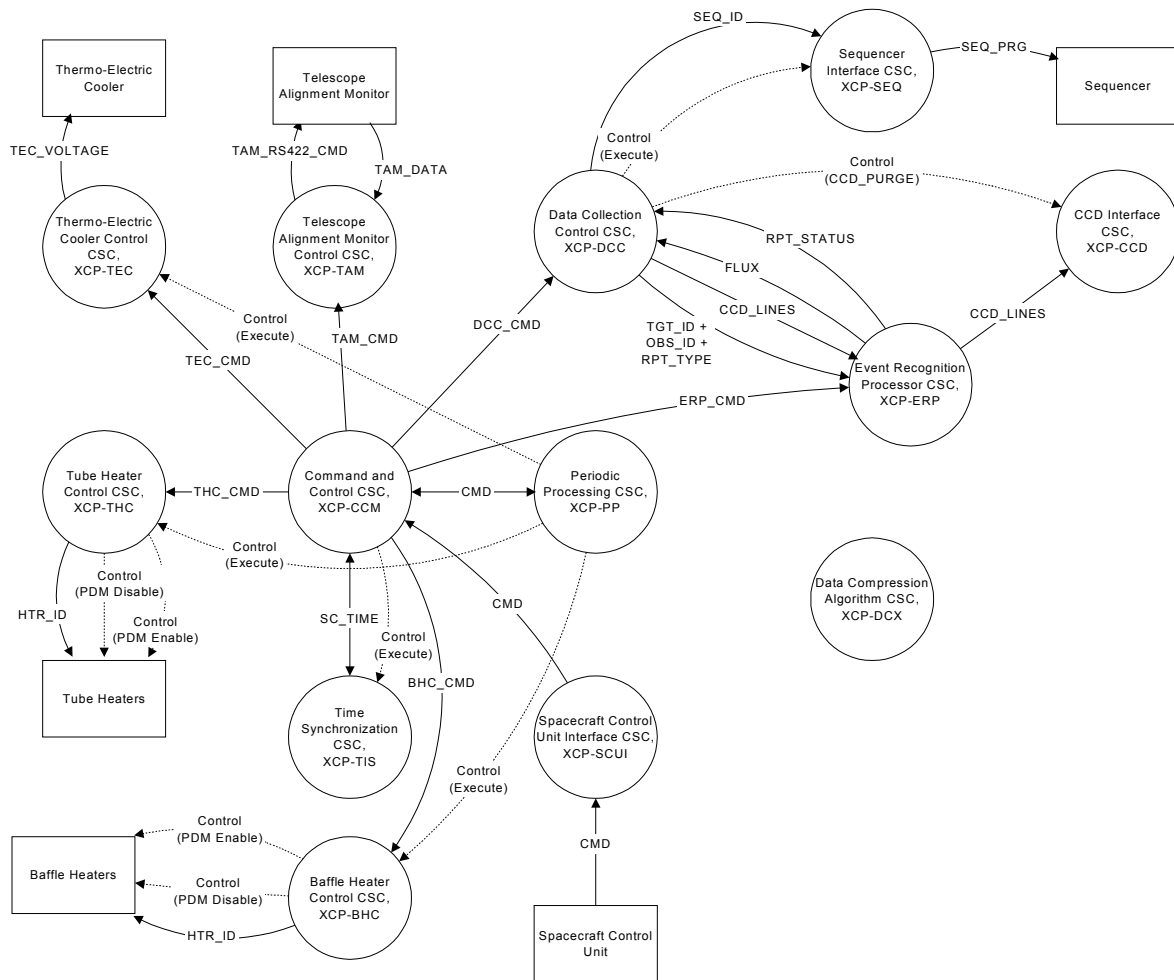 SEQ_ID
Sequencer
Interface CSC,
XCP-SEQ
SEQ_PRG
Sequencer
Thermo-Electric
Cooler
Telescope
Alignment Monitor
TEC_VOLTAGE
TAM_RS422_CMD
TAM_DATA
Control
(Execute)
Control
(CCD_PURGE)
Thermo-Electric
Cooler Control
CSC,
XCP-TEC
Telescope
Alignment Monitor
Control CSC,
XCP-TAM
Data Collection
Control CSC,
XCP-DCC
CCD Interface
CSC,
XCP-CCD
RPT_STATUS
FLUX
CCD_LINES
CCD_LINES
Control
(Execute)
DCC_CMD
TGT_ID +
OBS_ID +
RPT_TYPE
TAM_CMD
TEC_CMD
Event Recognition
Processor CSC,
XCP-ERP
ERP_CMD
Tube Heater
Control CSC,
XCP-THC
THC_CMD
Command and
Control CSC,
XCP-CCM
CMD
Periodic
Processing CSC,
XCP-PP
Control
(Execute)
Control
(PDM Disable)
HTR_ID
Control
(PDM Enable)
SC_TIME
Control
(Execute)
CMD
Data Compression
Algorithm CSC,
XCP-DCX
BHC_CMD
Tube Heaters
Time
Synchronization
CSC,
XCP-TIS
Spacecraft Control
Unit Interface CSC,
XCP-SCUI
Control
(Execute)
Control
(PDM Enable)
CMD
Baffle Heaters
Control
(PDM Disable)
Baffle Heater
Control CSC,
XCP-BHC
HTR_ID
Spacecraft Control
Unit